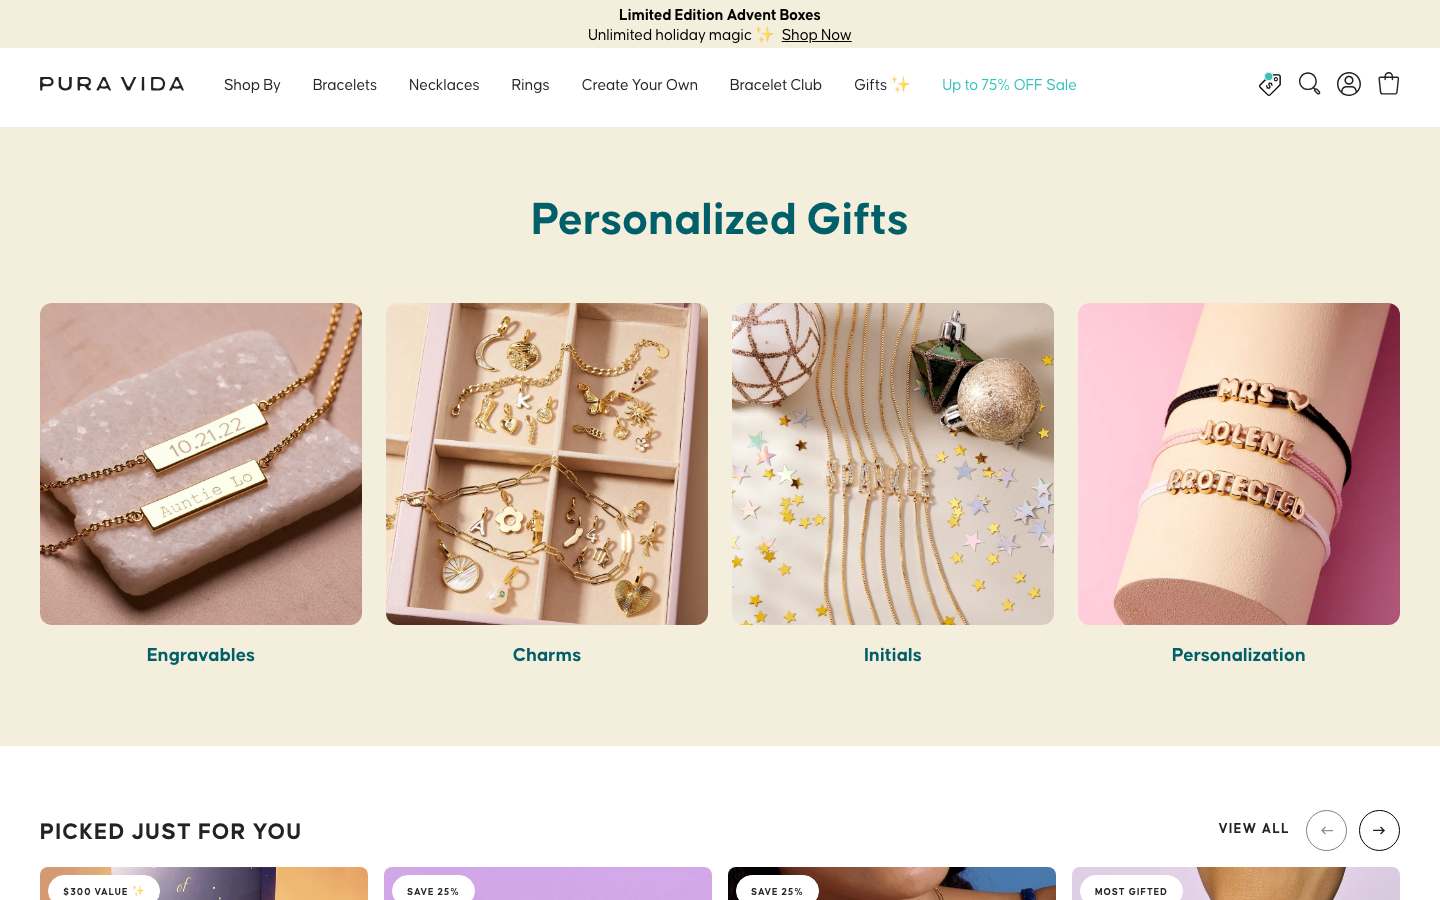 Limited Edition Advent Boxes
Unlimited holiday magic ✨ Shop Now
PURA VIDA
Shop By
Bracelets
Necklaces
Rings
Create Your Own
Bracelet Club
Gifts ✨
Up to 75% OFF Sale
Personalized Gifts
10.21.22
Auntie Lo
K
A
4
MRS
JOLENE
PROTECTED
Engravables
Charms
Initials
Personalization
PICKED JUST FOR YOU
VIEW ALL
$300 VALUE ✨
of
SAVE 25%
SAVE 25%
MOST GIFTED